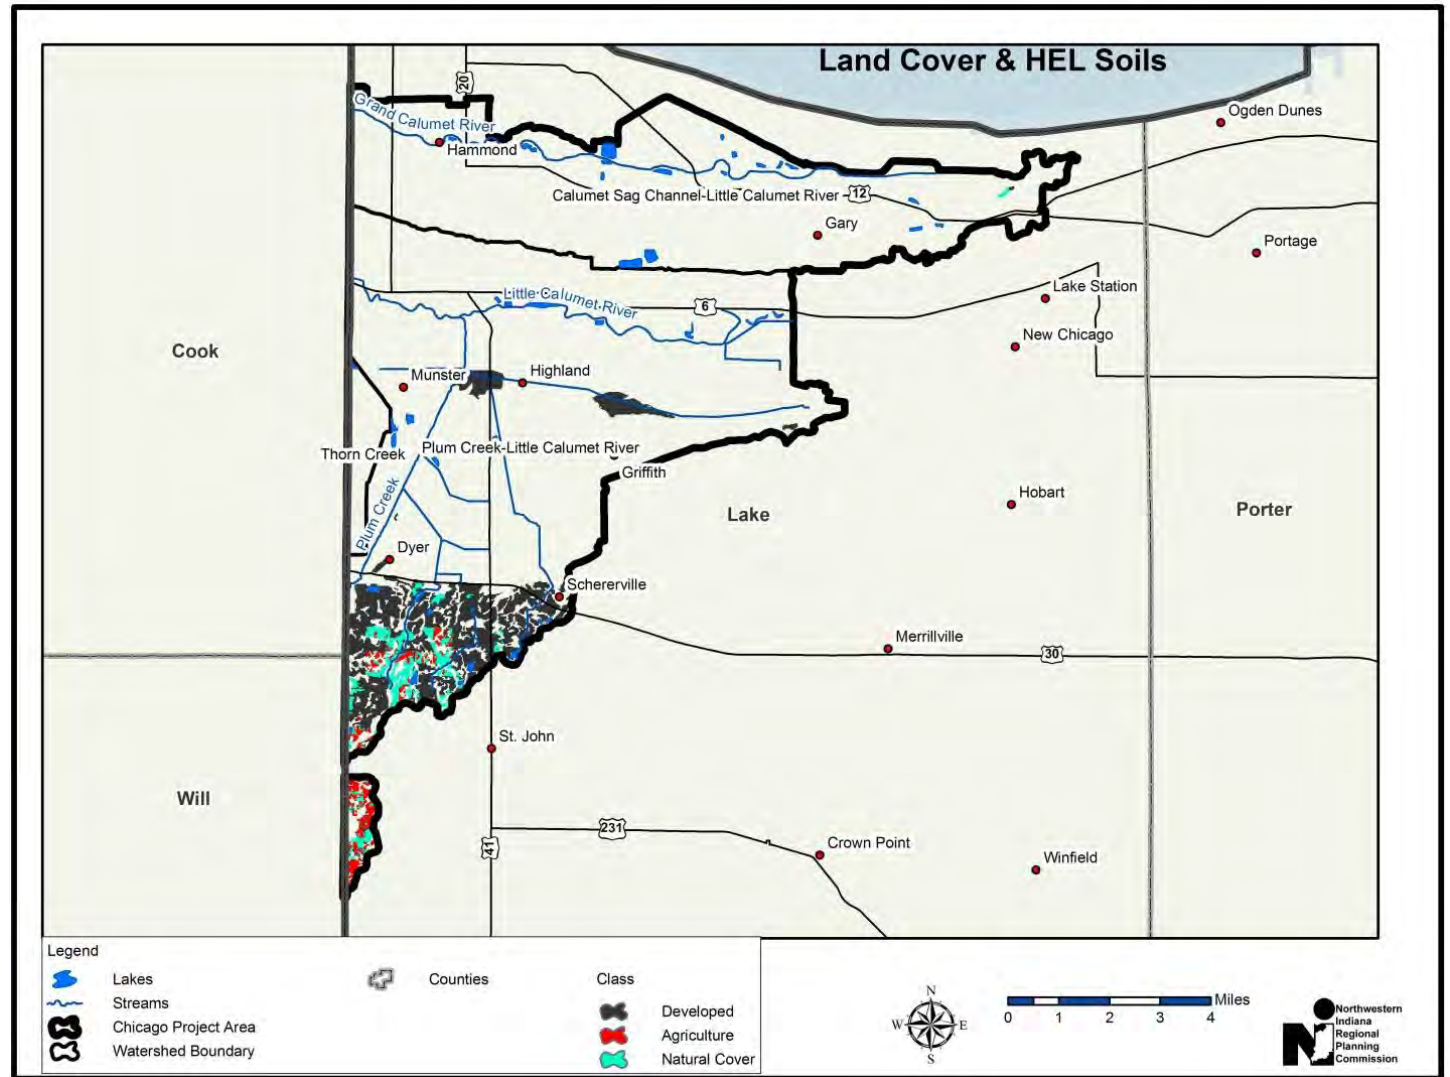 Land Cover & HEL Soils
20
Ogden Dunes
Grand Calumet River
Hammond
Calumet Sag Channel-Little Calumet River
12
Gary
Portage
Lake Station
Little Calumet River
6
New Chicago
Cook
Munster
Highland
Thorn Creek
Plum Creek-Little Calumet River
Griffith
Plum Creek
Hobart
Lake
Porter
Dyer
Schererville
Merrillville
30
St. John
Will
231
41
Crown Point
Winfield
Legend
Lakes
Streams
Chicago Project Area
Watershed Boundary
Counties
Class
Developed
Agriculture
Natural Cover
N
W
E
S
Miles
0
1
2
3
4
Northwestern
Indiana
Regional
Planning
Commission